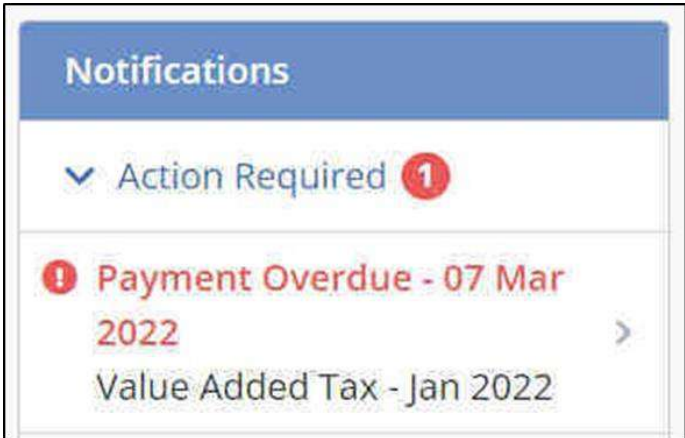 Notifications
Action Required 1
Payment Overdue - 07 Mar
2022
Value Added Tax - Jan 2022